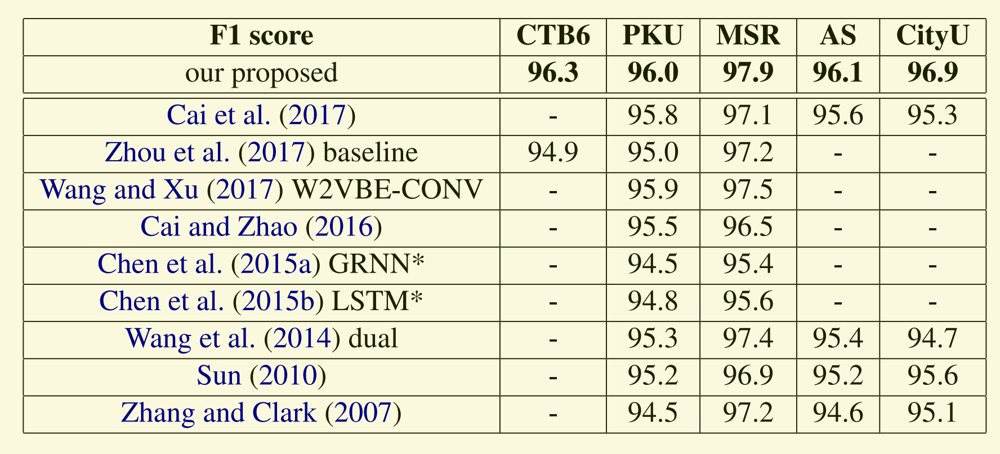 F1 score CTB6 PKU MSR AS CityU
our proposed 96.3 96.0 97.9 96.1 96.9
Cai et al. (2017) - 95.8 97.1 95.6 95.3
Zhou et al. (2017) baseline 94.9 95.0 97.2 - -
Wang and Xu (2017) W2VBE-CONV - 95.9 97.5 - -
Cai and Zhao (2016) - 95.5 96.5 - -
Chen et al. (2015a) GRNN* - 94.5 95.4 - -
Chen et al. (2015b) LSTM* - 94.8 95.6 - -
Wang et al. (2014) dual - 95.3 97.4 95.4 94.7
Sun (2010) - 95.2 96.9 95.2 95.6
Zhang and Clark (2007) - 94.5 97.2 94.6 95.1